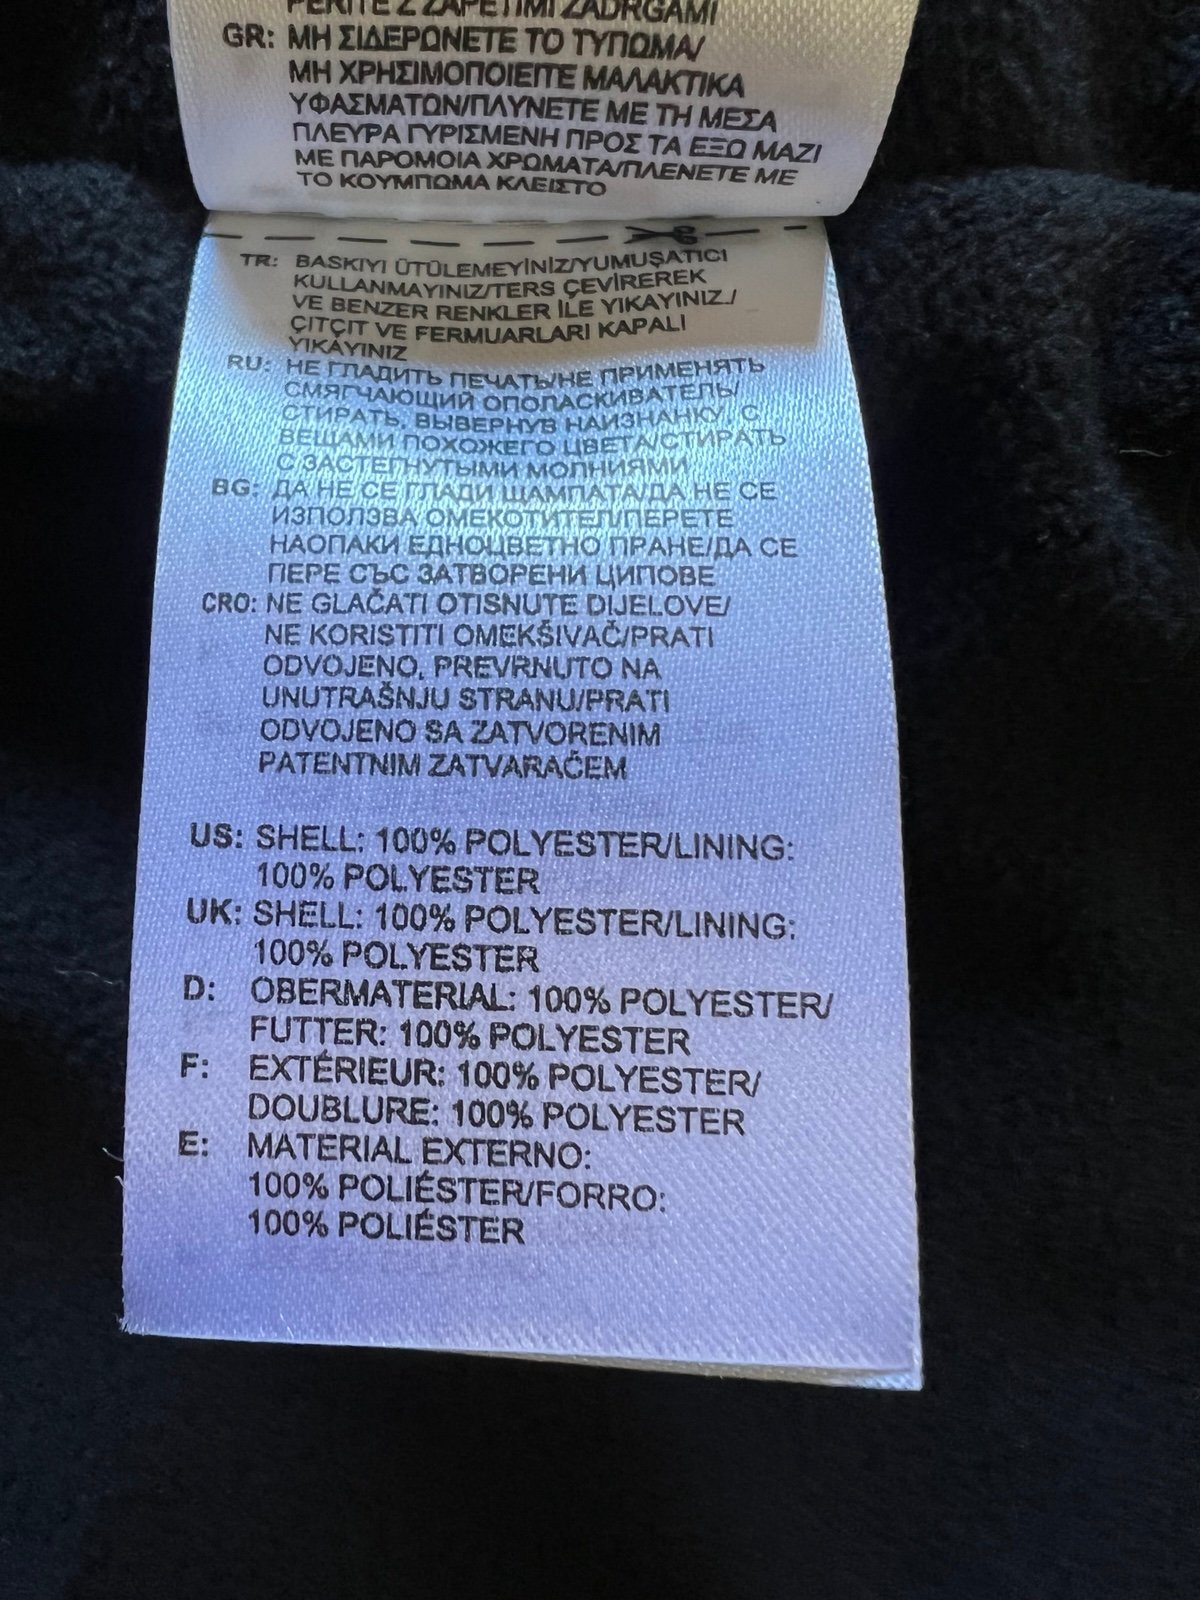 PERITE Z ZAPETIMI ZADRGAMI
GR: ΜΗ ΣΙΔΕΡΩΝΕΤΕ ΤΟ ΤΥΠΩΜΑ/
ΜΗ ΧΡΗΣΙΜΟΠΟΙΕΙΤΕ ΜΑΛΑΚΤΙΚΑ
ΥΦΑΣΜΑΤΩΝ/ΠΛΥΝΕΤΕ ΜΕ ΤΗ ΜΕΣΑ
ΠΛΕΥΡΑ ΓΥΡΙΣΜΕΝΗ ΠΡΟΣ ΤΑ ΕΞΩ ΜΑΖΙ
ΜΕ ΠΑΡΟΜΟΙΑ ΧΡΩΜΑΤΑ/ΠΛΕΝΕΤΕ ΜΕ
ΤΟ ΚΟΥΜΠΩΜΑ ΚΛΕΙΣΤΟ
TR: BASKIYI ÜTÜLEMEYİNİZ/YUMUŞATICI
KULLANMAYINIZ/TERS ÇEVİREREK
VE BENZER RENKLER İLE YIKAYINIZ./
ÇITÇIT VE FERMUARLARI KAPALI
YIKAYINIZ
RU: НЕ ГЛАДИТЬ ПЕЧАТЬ/НЕ ПРИМЕНЯТЬ
СМЯГЧАЮЩИЙ ОПОЛАСКИВАТЕЛЬ/
СТИРАТЬ, ВЫВЕРНУВ НАИЗНАНКУ, С
ВЕЩАМИ ПОХОЖЕГО ЦВЕТА/СТИРАТЬ
С ЗАСТЕГНУТЫМИ МОЛНИЯМИ
BG: ДА НЕ СЕ ГЛАДИ ЩАМПАТА/ДА НЕ СЕ
ИЗПОЛЗВА ОМЕКОТИТЕЛ/ПЕРЕТЕ
НАОПАКИ ЕДНОЦВЕТНО ПРАНЕ/ДА СЕ
ПЕРЕ СЪС ЗАТВОРЕНИ ЦИПОВЕ
CRO: NE GLAČATI OTISNUTE DIJELOVE/
NE KORISTITI OMEKŠIVAČ/PRATI
ODVOJENO, PREVRNUTO NA
UNUTRAŠNJU STRANU/PRATI
ODVOJENO SA ZATVORENIM
PATENTNIM ZATVARAČEM
US: SHELL: 100% POLYESTER/LINING:
100% POLYESTER
UK: SHELL: 100% POLYESTER/LINING:
100% POLYESTER
D: OBERMATERIAL: 100% POLYESTER/
FUTTER: 100% POLYESTER
F: EXTÉRIEUR: 100% POLYESTER/
DOUBLURE: 100% POLYESTER
E: MATERIAL EXTERNO:
100% POLIÉSTER/FORRO:
100% POLIÉSTER